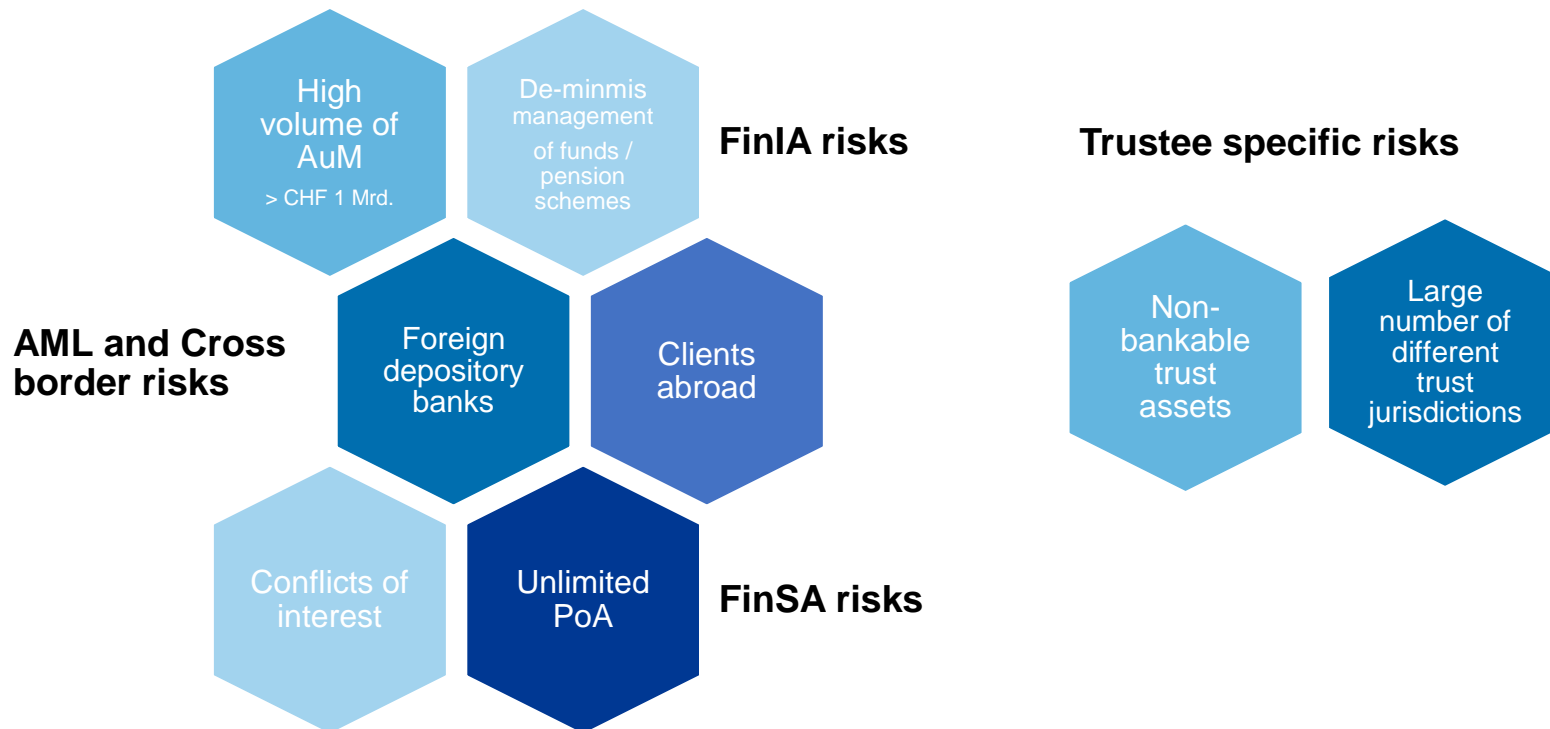 High
volume of
AuM
> CHF 1 Mrd.
De-minmis
management
of funds /
pension
schemes
FinIA risks
AML and Cross
border risks
Foreign
depository
banks
Clients
abroad
Conflicts of
interest
Unlimited
PoA
FinSA risks
Trustee specific risks
Non-
bankable
trust
assets
Large
number of
different
trust
jurisdictions